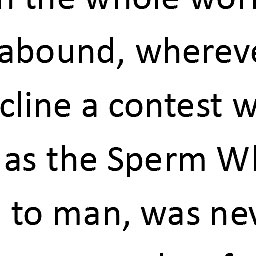 the whole
abound, whereve
cline a contest w
as the Sperm Wh
to man, was nev